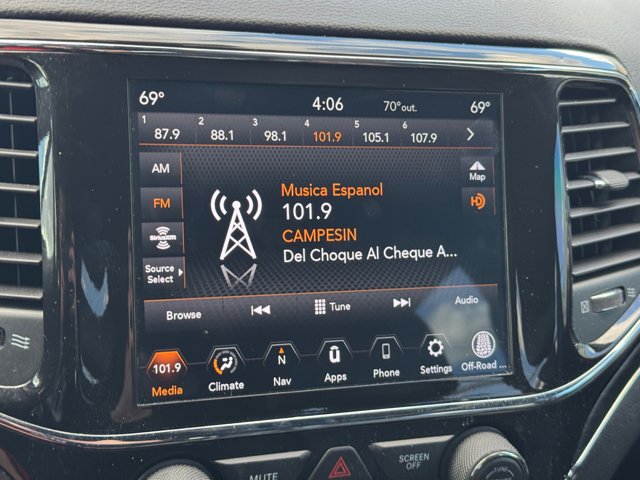 69° 4:06 70° out. 69°
1 2 3 4 5 6
87.9 88.1 98.1 101.9 105.1 107.9
AM
Map
FM
Musica Espanol
101.9
SiriusXM
CAMPESIN
Del Choque Al Cheque A...
Source
Select
Browse Tune Audio
101.9 N
Media Climate Nav Apps Phone Settings Off-Road ...
MUTE
SCREEN
OFF
TUNE